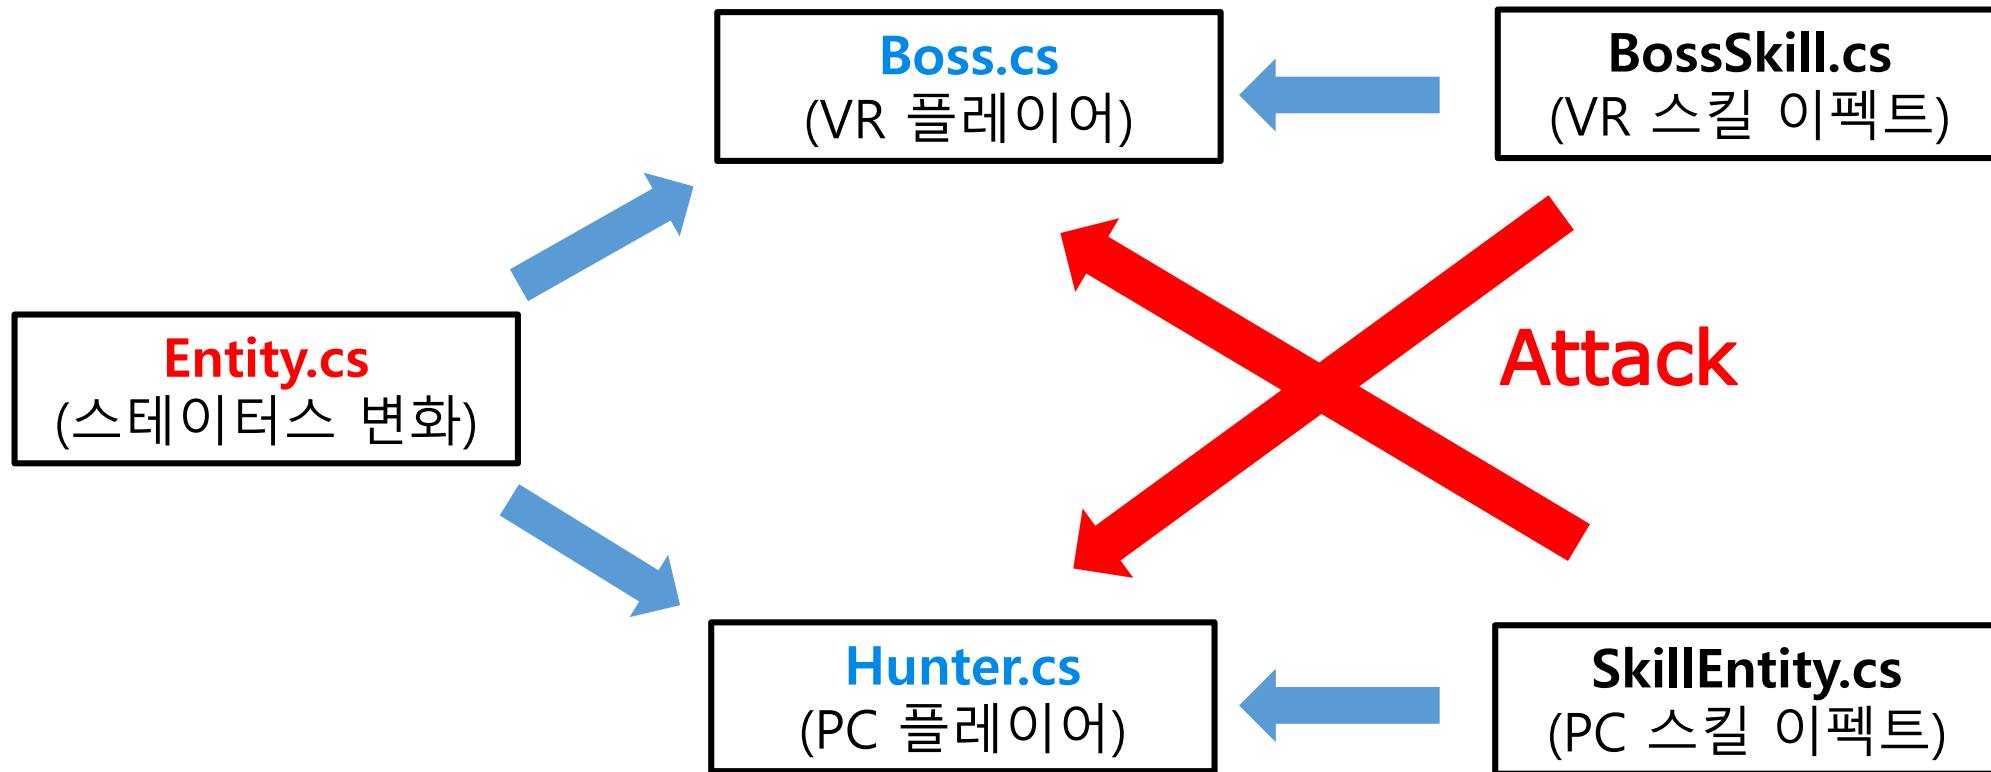 Boss.cs
(VR 플레이어)
BossSkill.cs
(VR 스킬 이펙트)
Entity.cs
(스테이터스 변화)
Attack
Hunter.cs
(PC 플레이어)
SkillEntity.cs
(PC 스킬 이펙트)